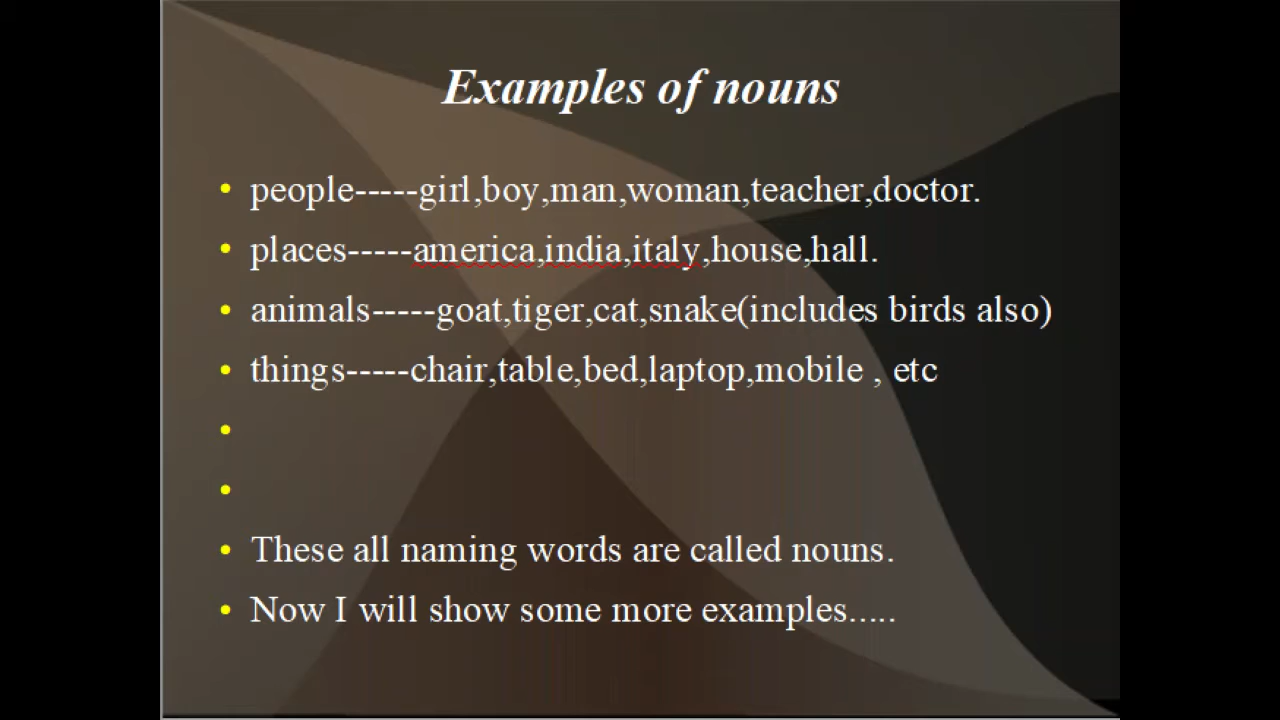 Examples of nouns
• people-----girl,boy,man,woman,teacher,doctor.
• places-----america,india,italy,house,hall.
• animals-----goat,tiger,cat,snake(includes birds also)
• things-----chair,table,bed,laptop,mobile , etc
•
•
• These all naming words are called nouns.
• Now I will show some more examples.....